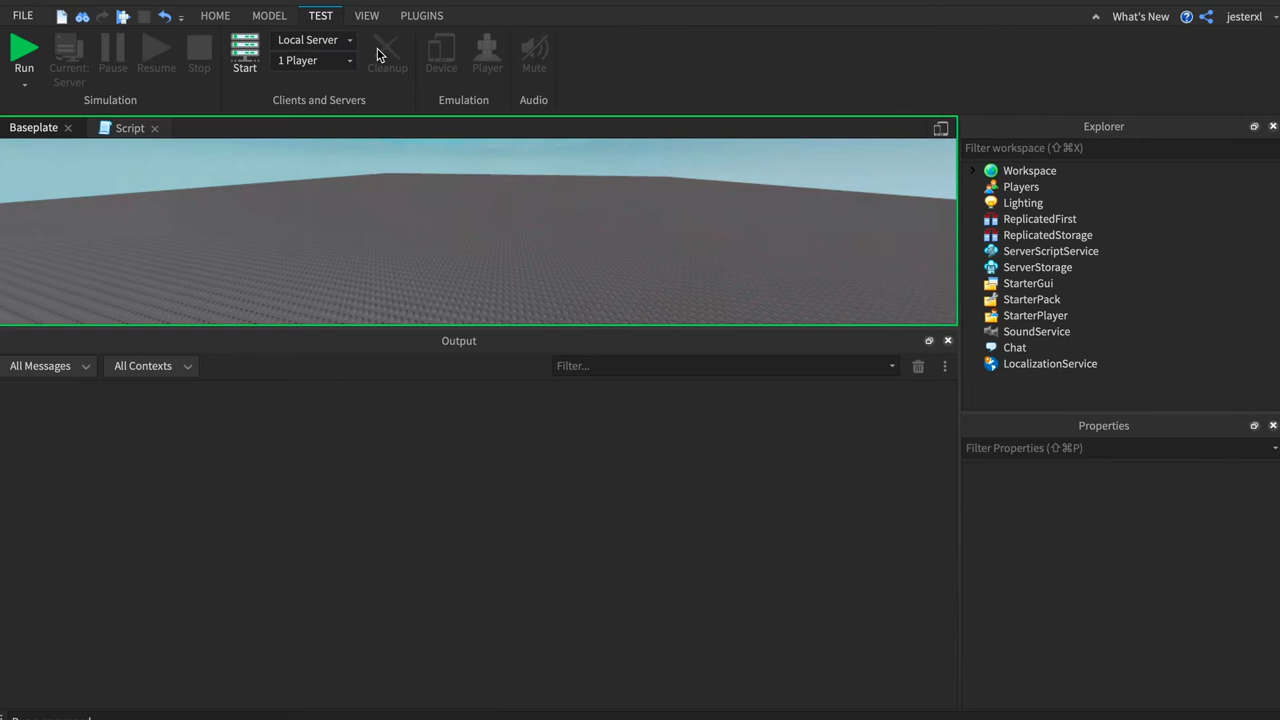 FILE HOME MODEL TEST VIEW PLUGINS What's New jesterxl
Run Current: Server Pause Resume Stop
Simulation
Start Local Server 1 Player Cleanup
Clients and Servers
Device Player
Emulation
Mute
Audio
Baseplate Script
Output
All Messages All Contexts Filter...
Explorer
Filter workspace (⇧⌘X)
Workspace
Players
Lighting
ReplicatedFirst
ReplicatedStorage
ServerScriptService
ServerStorage
StarterGui
StarterPack
StarterPlayer
SoundService
Chat
LocalizationService
Properties
Filter Properties (⇧⌘P)